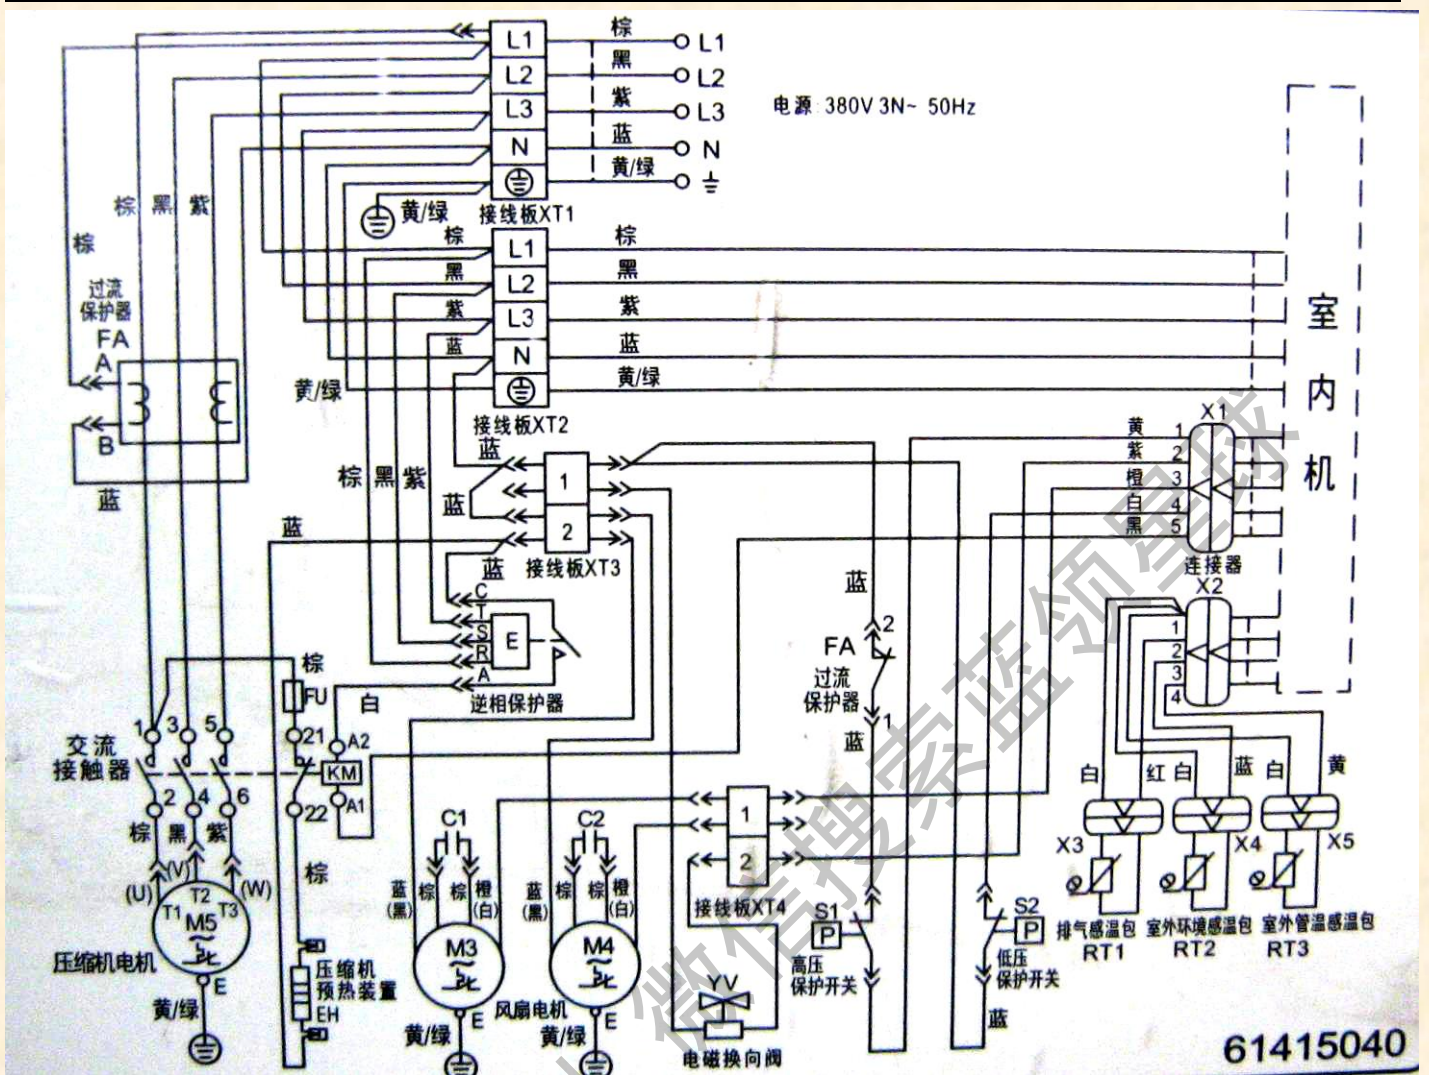 棕
L1 L1
黑
L2 L2
紫
L3 L3
电源:380V 3N~ 50Hz
蓝
N N
黄/绿
黄/绿
接线板XT1
棕 黑 紫
棕
棕 L1 棕
黑 L2 黑
紫 L3 紫
蓝 N 蓝
黄/绿 黄/绿
接线板XT2
过流
保护器
FA
A
B
蓝
室内机
棕 黑 紫
蓝
蓝
蓝
蓝
1
2
接线板XT3
X1
黄 1
紫 2
橙 3
白 4
黑 5
连接器
X2
1
2
3
4
C
T
S
R
A
E
逆相保护器
蓝
2
FA
过流
保护器
1
蓝
棕
FU
白
21
22
A2
KM
A1
1 3 5
交流
接触器
2 4 6
棕 黑 紫
(U) (V) (W)
T1 T2 T3
M5
压缩机电机
E
黄/绿
棕
压缩机
预热装置
EH
C1
蓝(黑) 棕 棕 橙(白)
M3
E
黄/绿
风扇电机
C2
蓝(黑) 棕 棕 橙(白)
M4
E
黄/绿
1
2
接线板XT4
YV
电磁换向阀
S1
P
高压
保护开关
S2
P
低压
保护开关
蓝
白 红 白 蓝 白 黄
X3 X4 X5
排气感温包
RT1
室外环境感温包
RT2
室外管温感温包
RT3
61415040
微信搜索蓝领星球